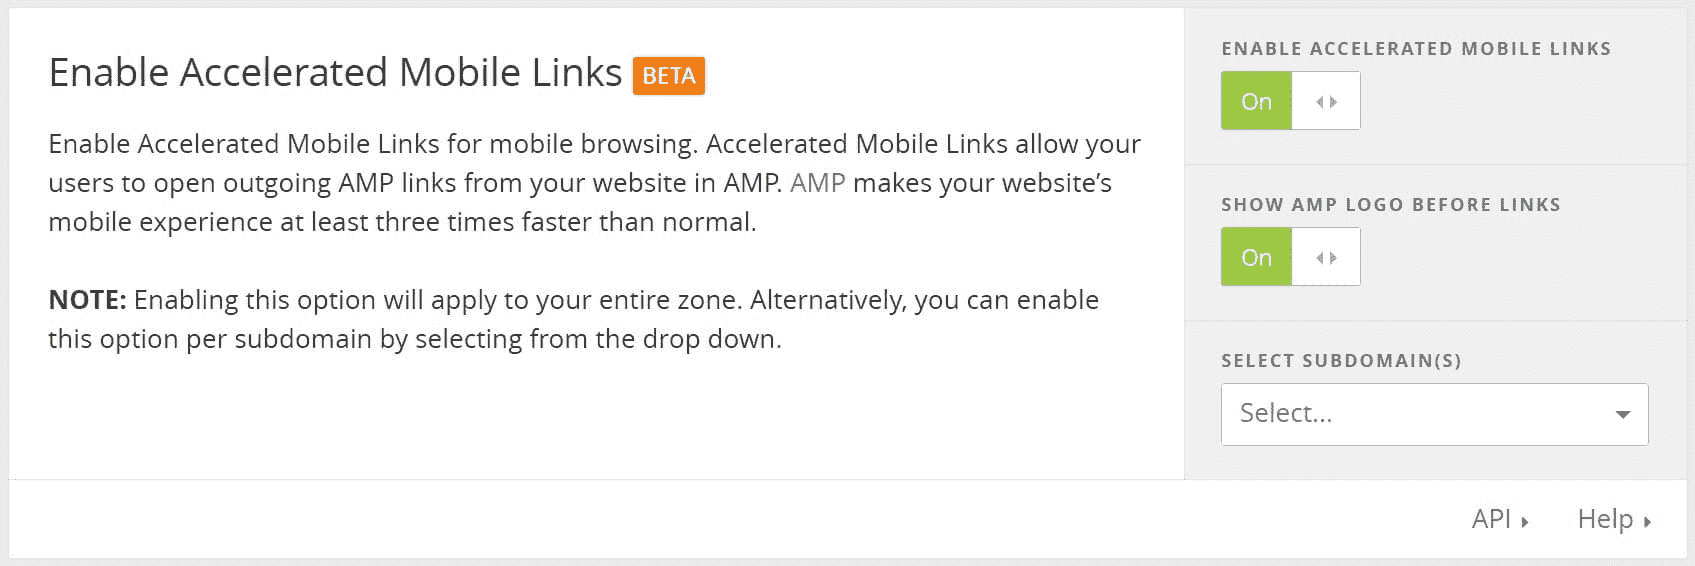 Enable Accelerated Mobile Links BETA
Enable Accelerated Mobile Links for mobile browsing. Accelerated Mobile Links allow your
users to open outgoing AMP links from your website in AMP. AMP makes your website's
mobile experience at least three times faster than normal.
NOTE: Enabling this option will apply to your entire zone. Alternatively, you can enable
this option per subdomain by selecting from the drop down.
ENABLE ACCELERATED MOBILE LINKS
On
SHOW AMP LOGO BEFORE LINKS
On
SELECT SUBDOMAIN(S)
Select...
API Help